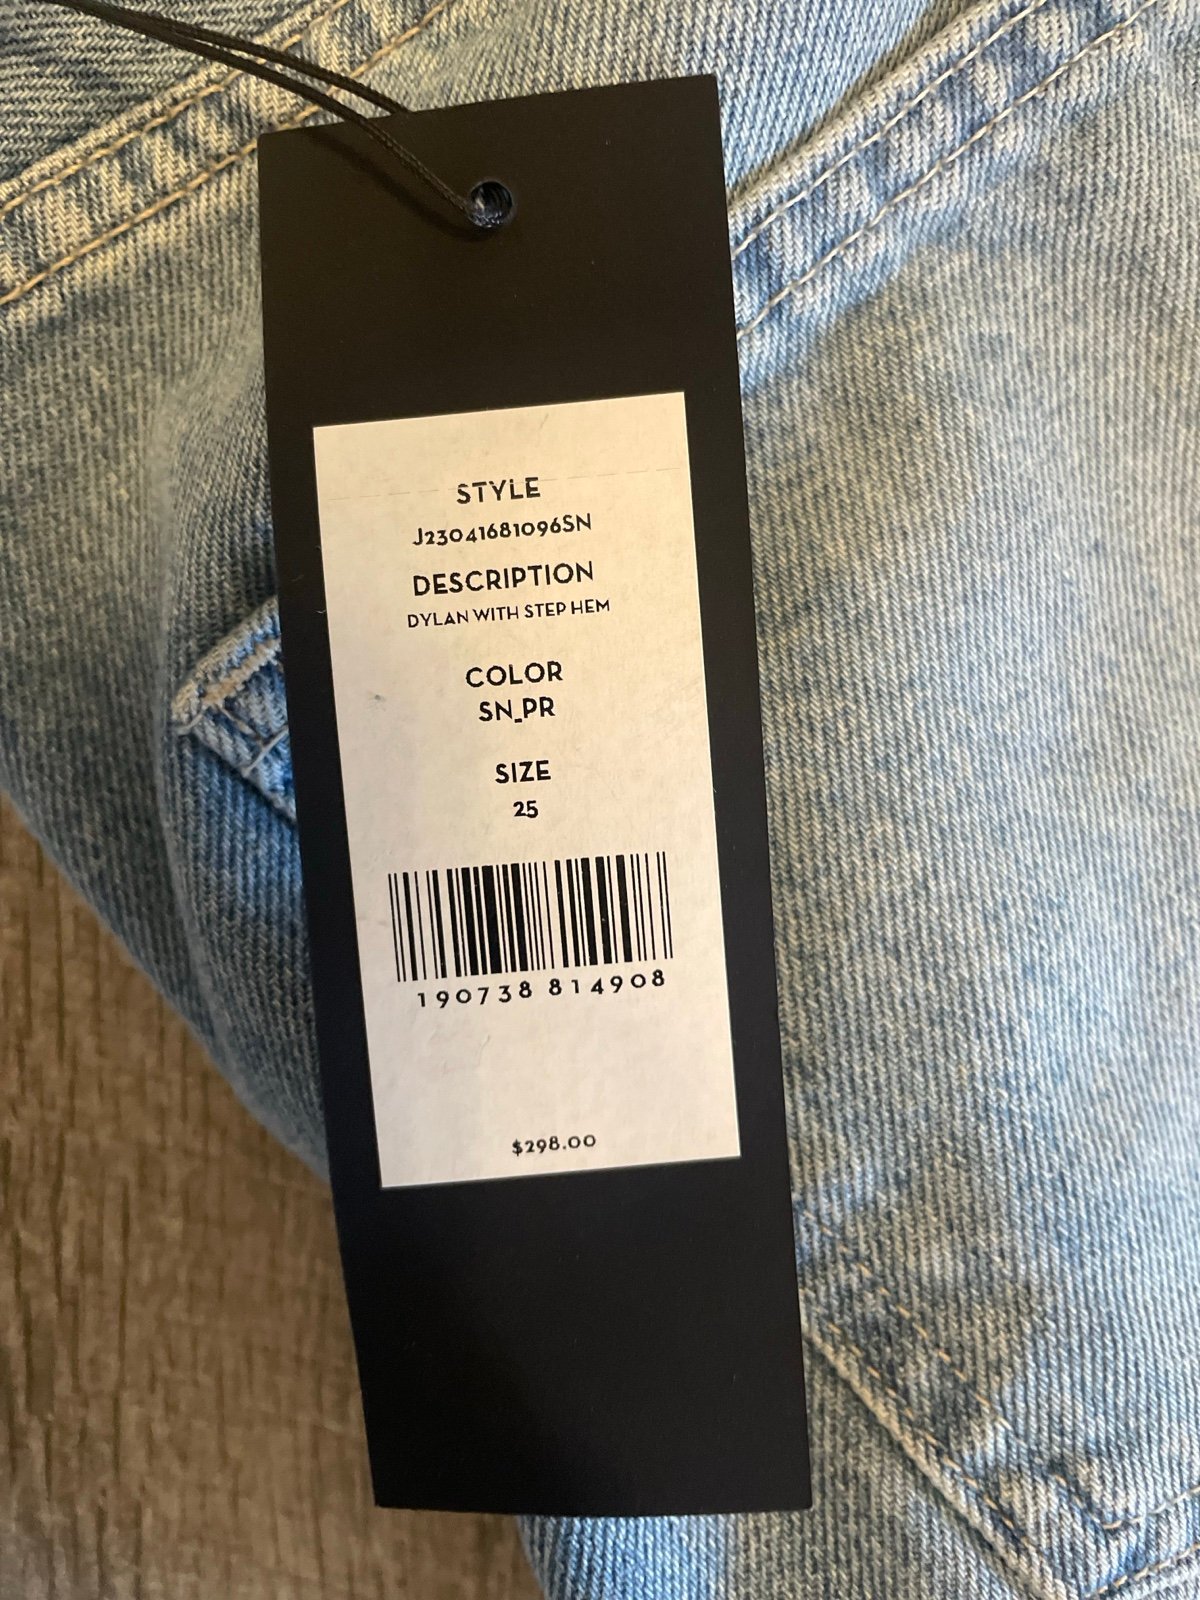 STYLE
J23041681096SN
DESCRIPTION
DYLAN WITH STEP HEM
COLOR
SN_PR
SIZE
25
190738 814908
$298.00